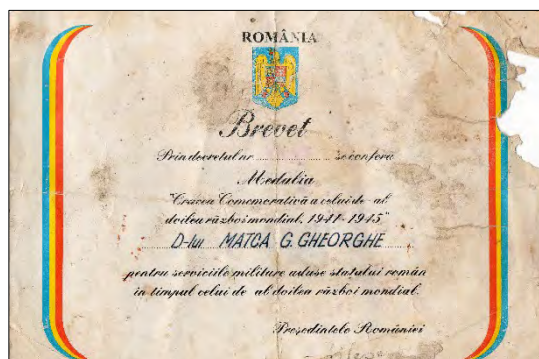 ROMÂNIA
Brevet
Prin decretul nr. ........................ se conferă
Medalia
"Crucea Comemorativă a celui de-al
doilea război mondial, 1941-1945"
D-lui MATCA G. GHEORGHE
pentru serviciile militare aduse statului român
în timpul celui de-al doilea război mondial.
Președintele României